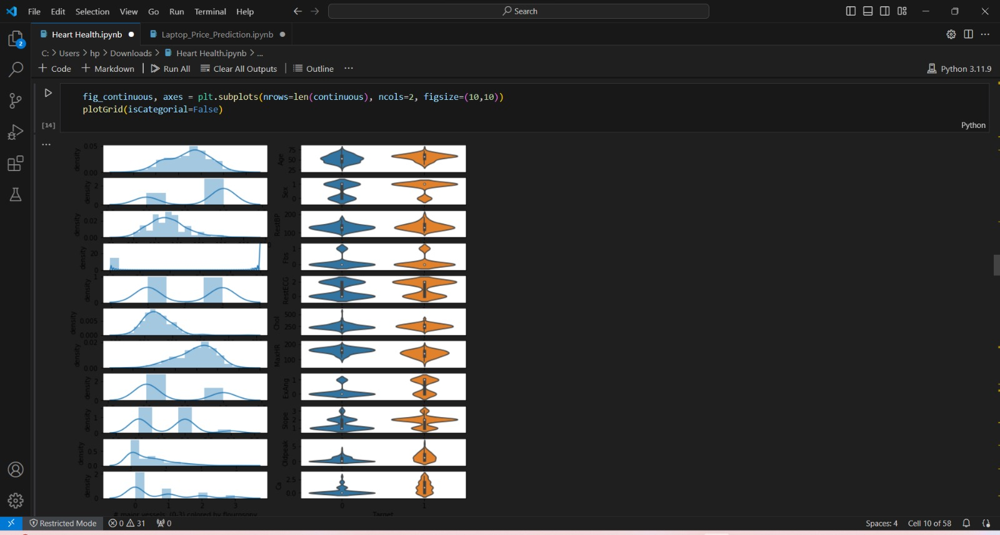 File Edit Selection View Go Run Terminal Help
Search
Heart Health.ipynb
Laptop_Price_Prediction.ipynb
C: > Users > hp > Downloads > Heart Health.ipynb > ...
+ Code + Markdown | Run All Clear All Outputs | Outline ...
Python 3.11.9
2
fig_continuous, axes = plt.subplots(nrows=len(continuous), ncols=2, figsize=(10,10))
plotGrid(isCategorial=False)
[14]
Python
...
density 0.05 0.00
Age 75 50 25
density 2 0
Sex 1 0
density 0.02 0.00
RestBP 200 100
density 20 0
Fbs 1 0
density 1 0
RestECG 2 0
density 0.005 0.000
Chol 500 250
density 0.02 0.00
MaxHR 200 100
density 2 0
ExAng 1 0
density 1 0
Slope 3 2 1
density 0.5 0.0
Oldpeak 5 0
density 2 0
Ca 2.5 0.0
0 1 2 3
0 1
# major vessels (0-3) colored by flourosopy
Target
Restricted Mode 0 31 0
Spaces: 4 Cell 10 of 58